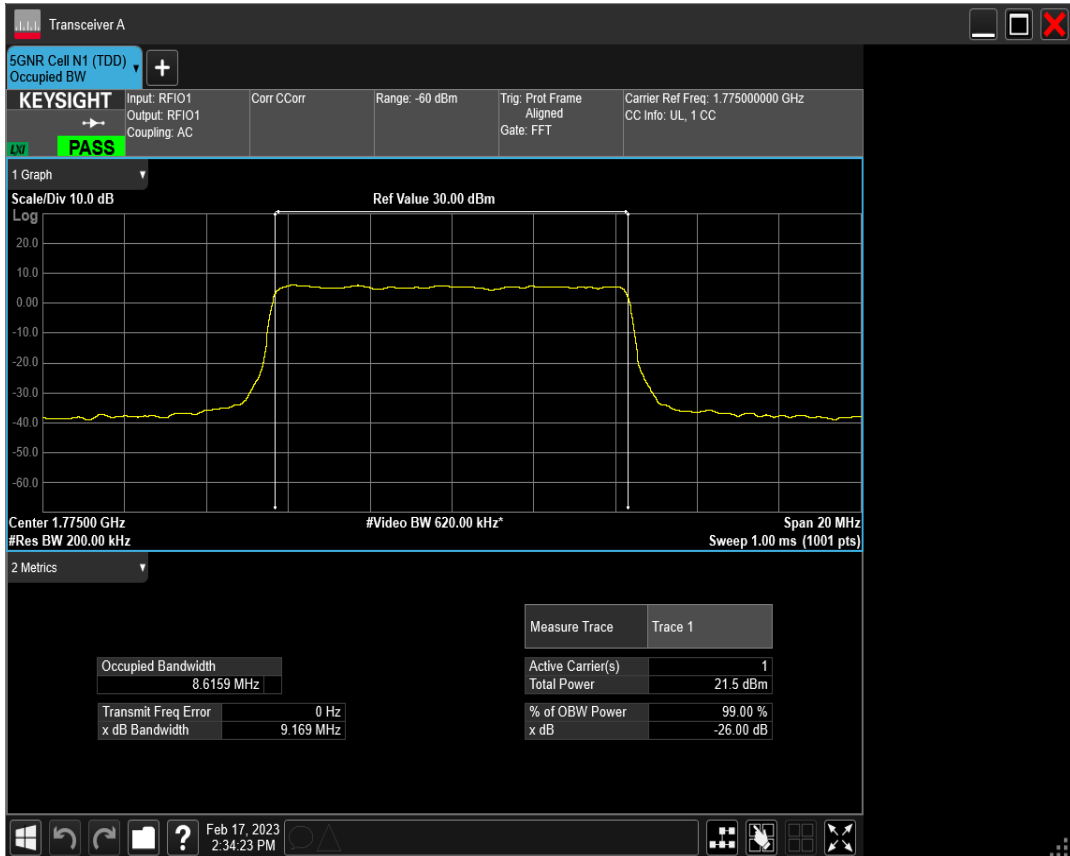 Transceiver A
5GNR Cell N1 (TDD)
Occupied BW
+
KEYSIGHT
LXI
PASS
Input: RFIO1
Output: RFIO1
Coupling: AC
Corr CCorr
Range: -60 dBm
Trig: Prot Frame
Aligned
Gate: FFT
Carrier Ref Freq: 1.775000000 GHz
CC Info: UL, 1 CC
1 Graph
Scale/Div 10.0 dB Ref Value 30.00 dBm
Log
20.0
10.0
0.00
-10.0
-20.0
-30.0
-40.0
-50.0
-60.0
Center 1.77500 GHz #Video BW 620.00 kHz* Span 20 MHz
#Res BW 200.00 kHz Sweep 1.00 ms (1001 pts)
2 Metrics
Measure Trace Trace 1
Occupied Bandwidth
8.6159 MHz
Transmit Freq Error 0 Hz
x dB Bandwidth 9.169 MHz
Active Carrier(s) 1
Total Power 21.5 dBm
% of OBW Power 99.00 %
x dB -26.00 dB
?
Feb 17, 2023
2:34:23 PM